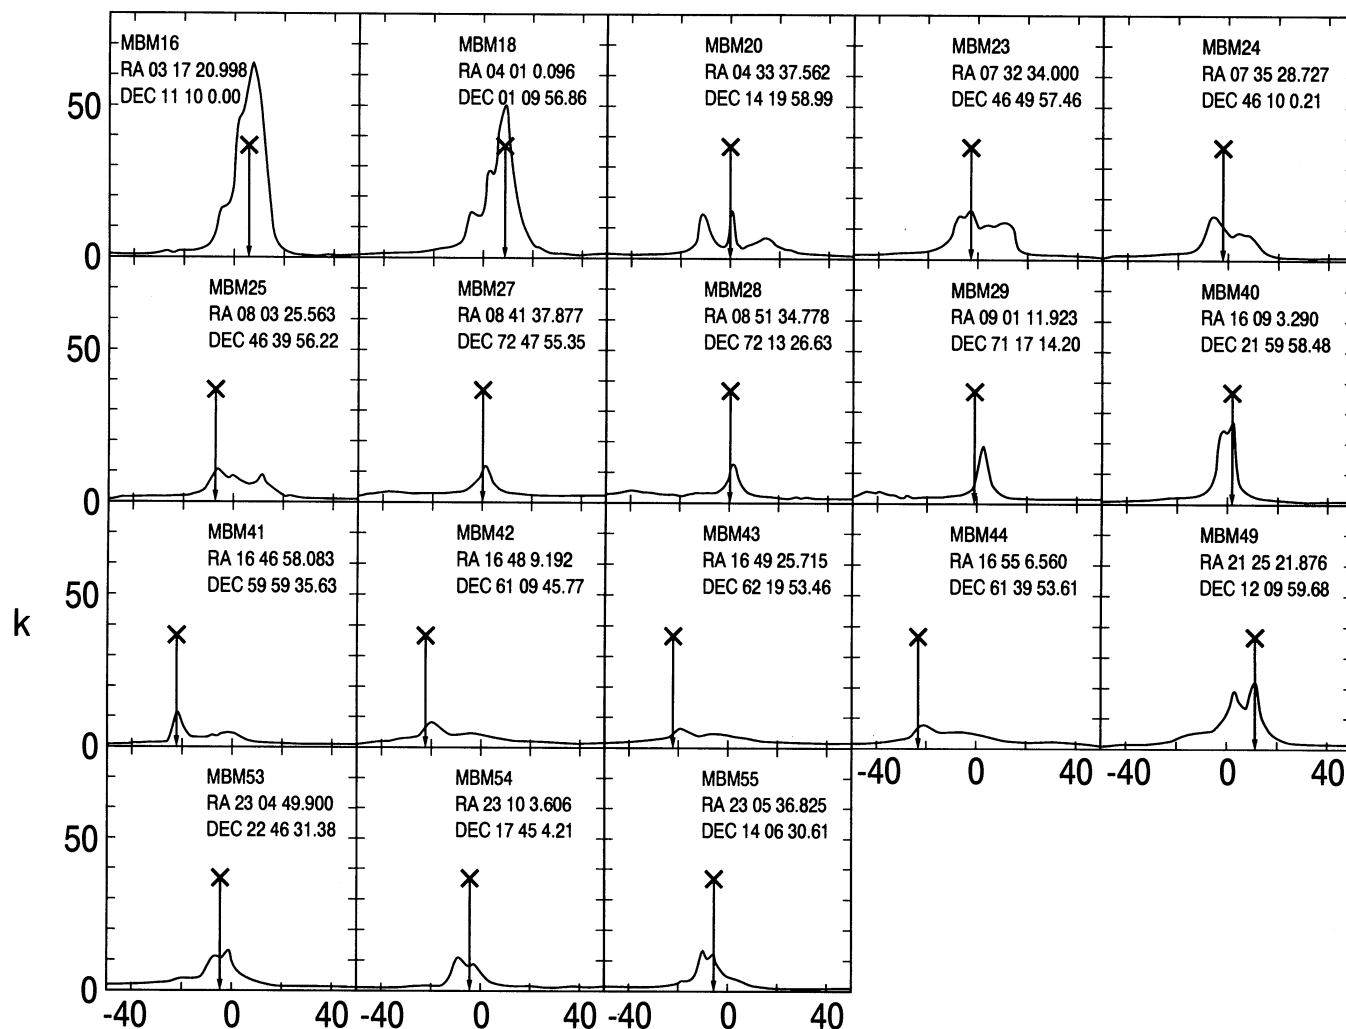 MBM16
RA 03 17 20.998
DEC 11 10 0.00
MBM18
RA 04 01 0.096
DEC 01 09 56.86
MBM20
RA 04 33 37.562
DEC 14 19 58.99
MBM23
RA 07 32 34.000
DEC 46 49 57.46
MBM24
RA 07 35 28.727
DEC 46 10 0.21
50
0
MBM25
RA 08 03 25.563
DEC 46 39 56.22
MBM27
RA 08 41 37.877
DEC 72 47 55.35
MBM28
RA 08 51 34.778
DEC 72 13 26.63
MBM29
RA 09 01 11.923
DEC 71 17 14.20
MBM40
RA 16 09 3.290
DEC 21 59 58.48
50
0
MBM41
RA 16 46 58.083
DEC 59 59 35.63
MBM42
RA 16 48 9.192
DEC 61 09 45.77
MBM43
RA 16 49 25.715
DEC 62 19 53.46
MBM44
RA 16 55 6.560
DEC 61 39 53.61
MBM49
RA 21 25 21.876
DEC 12 09 59.68
50
k
0
-40 0 40 -40 0 40
MBM53
RA 23 04 49.900
DEC 22 46 31.38
MBM54
RA 23 10 3.606
DEC 17 45 4.21
MBM55
RA 23 05 36.825
DEC 14 06 30.61
50
0
-40 0 40 -40 0 40 -40 0 40